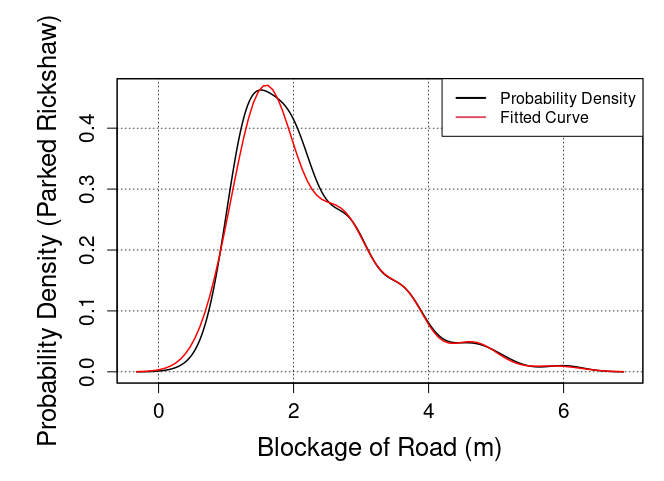 Probability Density (Parked Rickshaw)
0.4
0.3
0.2
0.1
0.0
Probability Density
Fitted Curve
0 2 4 6
Blockage of Road (m)